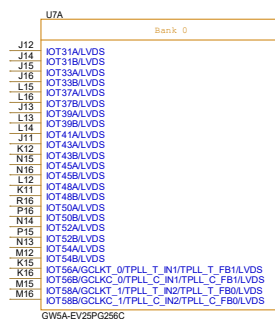 U7A
Bank 0
J12 IOT31A/LVDS
J14 IOT31B/LVDS
J15 IOT33A/LVDS
J16 IOT33B/LVDS
L15 IOT37A/LVDS
L16 IOT37B/LVDS
J13 IOT39A/LVDS
L13 IOT39B/LVDS
L14 IOT41A/LVDS
J11 IOT43A/LVDS
K12 IOT43B/LVDS
N15 IOT45A/LVDS
N16 IOT45B/LVDS
L12 IOT48A/LVDS
K11 IOT48B/LVDS
R16 IOT50A/LVDS
P16 IOT50B/LVDS
N14 IOT52A/LVDS
P15 IOT52B/LVDS
N13 IOT54A/LVDS
M12 IOT54B/LVDS
K15 IOT56A/GCLKT_0/TPLL_T_IN1/TPLL_T_FB1/LVDS
K16 IOT56B/GCLKC_0/TPLL_C_IN1/TPLL_C_FB1/LVDS
M15 IOT58A/GCLKT_1/TPLL_T_IN2/TPLL_T_FB0/LVDS
M16 IOT58B/GCLKC_1/TPLL_C_IN2/TPLL_C_FB0/LVDS
GW5A-EV25PG256C